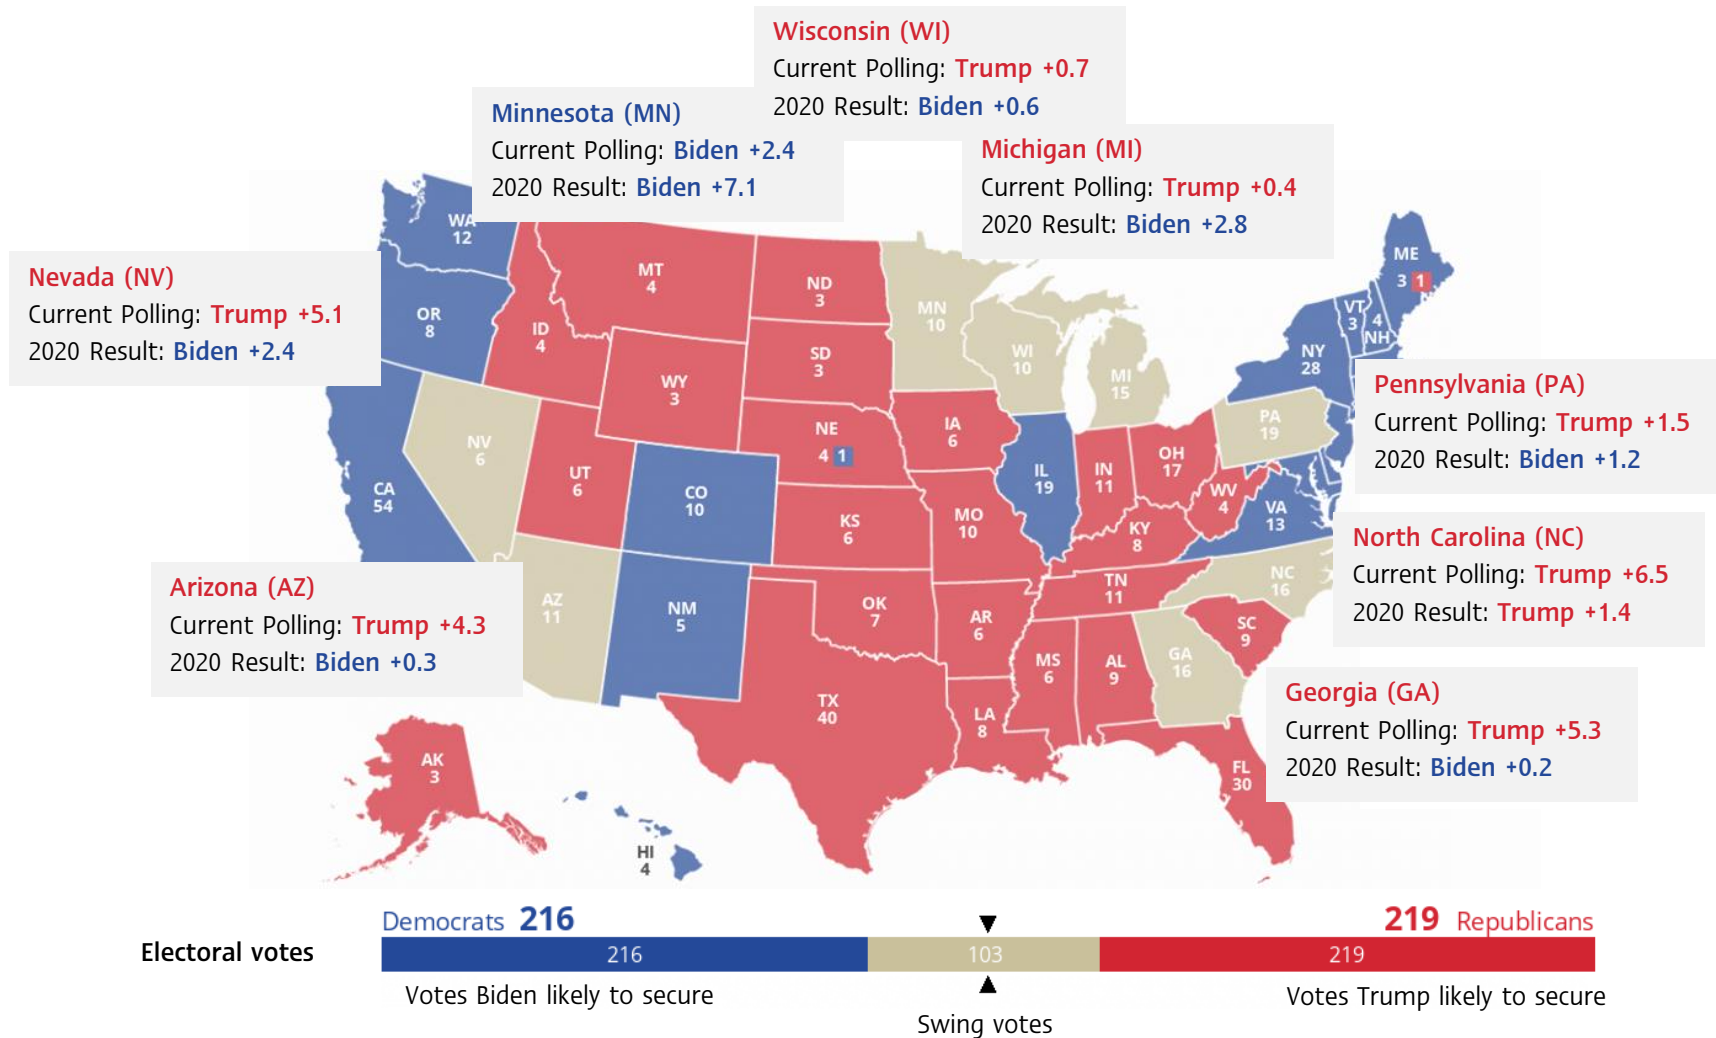 Wisconsin (WI)
Current Polling: Trump +0.7
2020 Result: Biden +0.6
Minnesota (MN)
Current Polling: Biden +2.4
2020 Result: Biden +7.1
Michigan (MI)
Current Polling: Trump +0.4
2020 Result: Biden +2.8
Nevada (NV)
Current Polling: Trump +5.1
2020 Result: Biden +2.4
Pennsylvania (PA)
Current Polling: Trump +1.5
2020 Result: Biden +1.2
North Carolina (NC)
Current Polling: Trump +6.5
2020 Result: Trump +1.4
Arizona (AZ)
Current Polling: Trump +4.3
2020 Result: Biden +0.3
Georgia (GA)
Current Polling: Trump +5.3
2020 Result: Biden +0.2
WA
12
OR
8
CA
54
NV
6
ID
4
MT
4
WY
3
UT
6
AZ
11
CO
10
NM
5
ND
3
SD
3
NE
4 1
KS
6
OK
7
TX
40
MN
10
IA
6
MO
10
AR
6
LA
8
WI
10
IL
19
MI
15
IN
11
OH
17
KY
8
TN
11
MS
6
AL
9
GA
16
FL
30
SC
9
NC
16
VA
13
WV
4
PA
19
NY
28
VT
3
4
NH
ME
3 1
AK
3
HI
4
Democrats 216
219 Republicans
Electoral votes
216
103
219
Votes Biden likely to secure
Swing votes
Votes Trump likely to secure